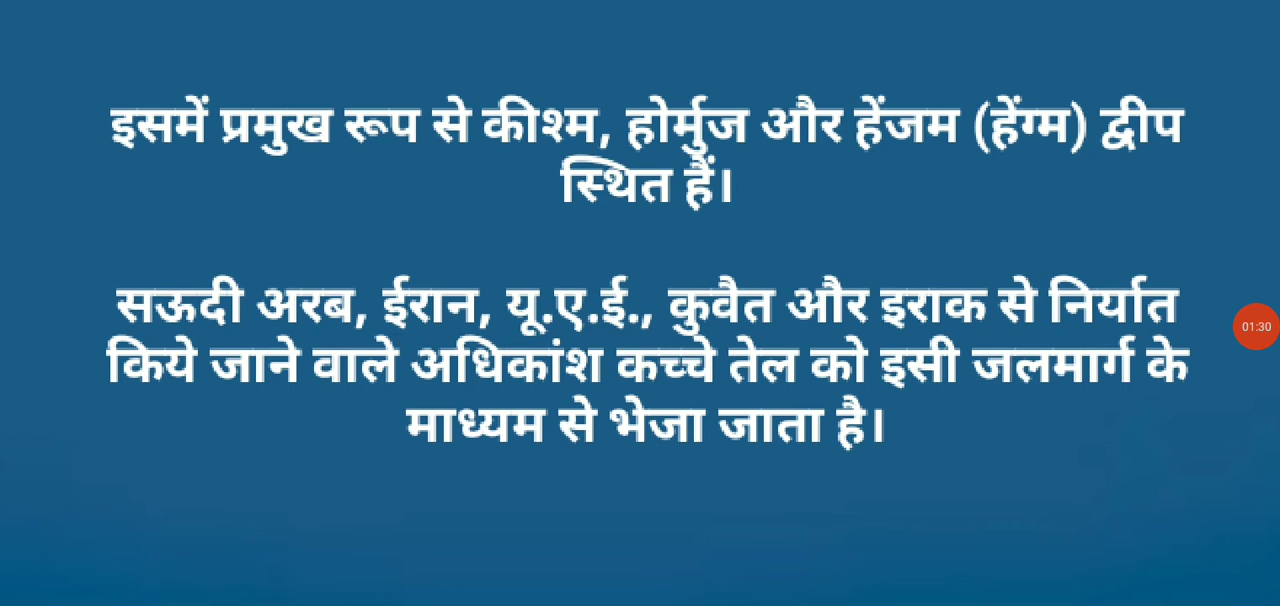 इसमें प्रमुख रूप से कीश्म, होर्मुज और हेंजम (हेंग्म) द्वीप
स्थित हैं।
सऊदी अरब, ईरान, यू.ए.ई., कुवैत और इराक से निर्यात
किये जाने वाले अधिकांश कच्चे तेल को इसी जलमार्ग के
माध्यम से भेजा जाता है।
01:30